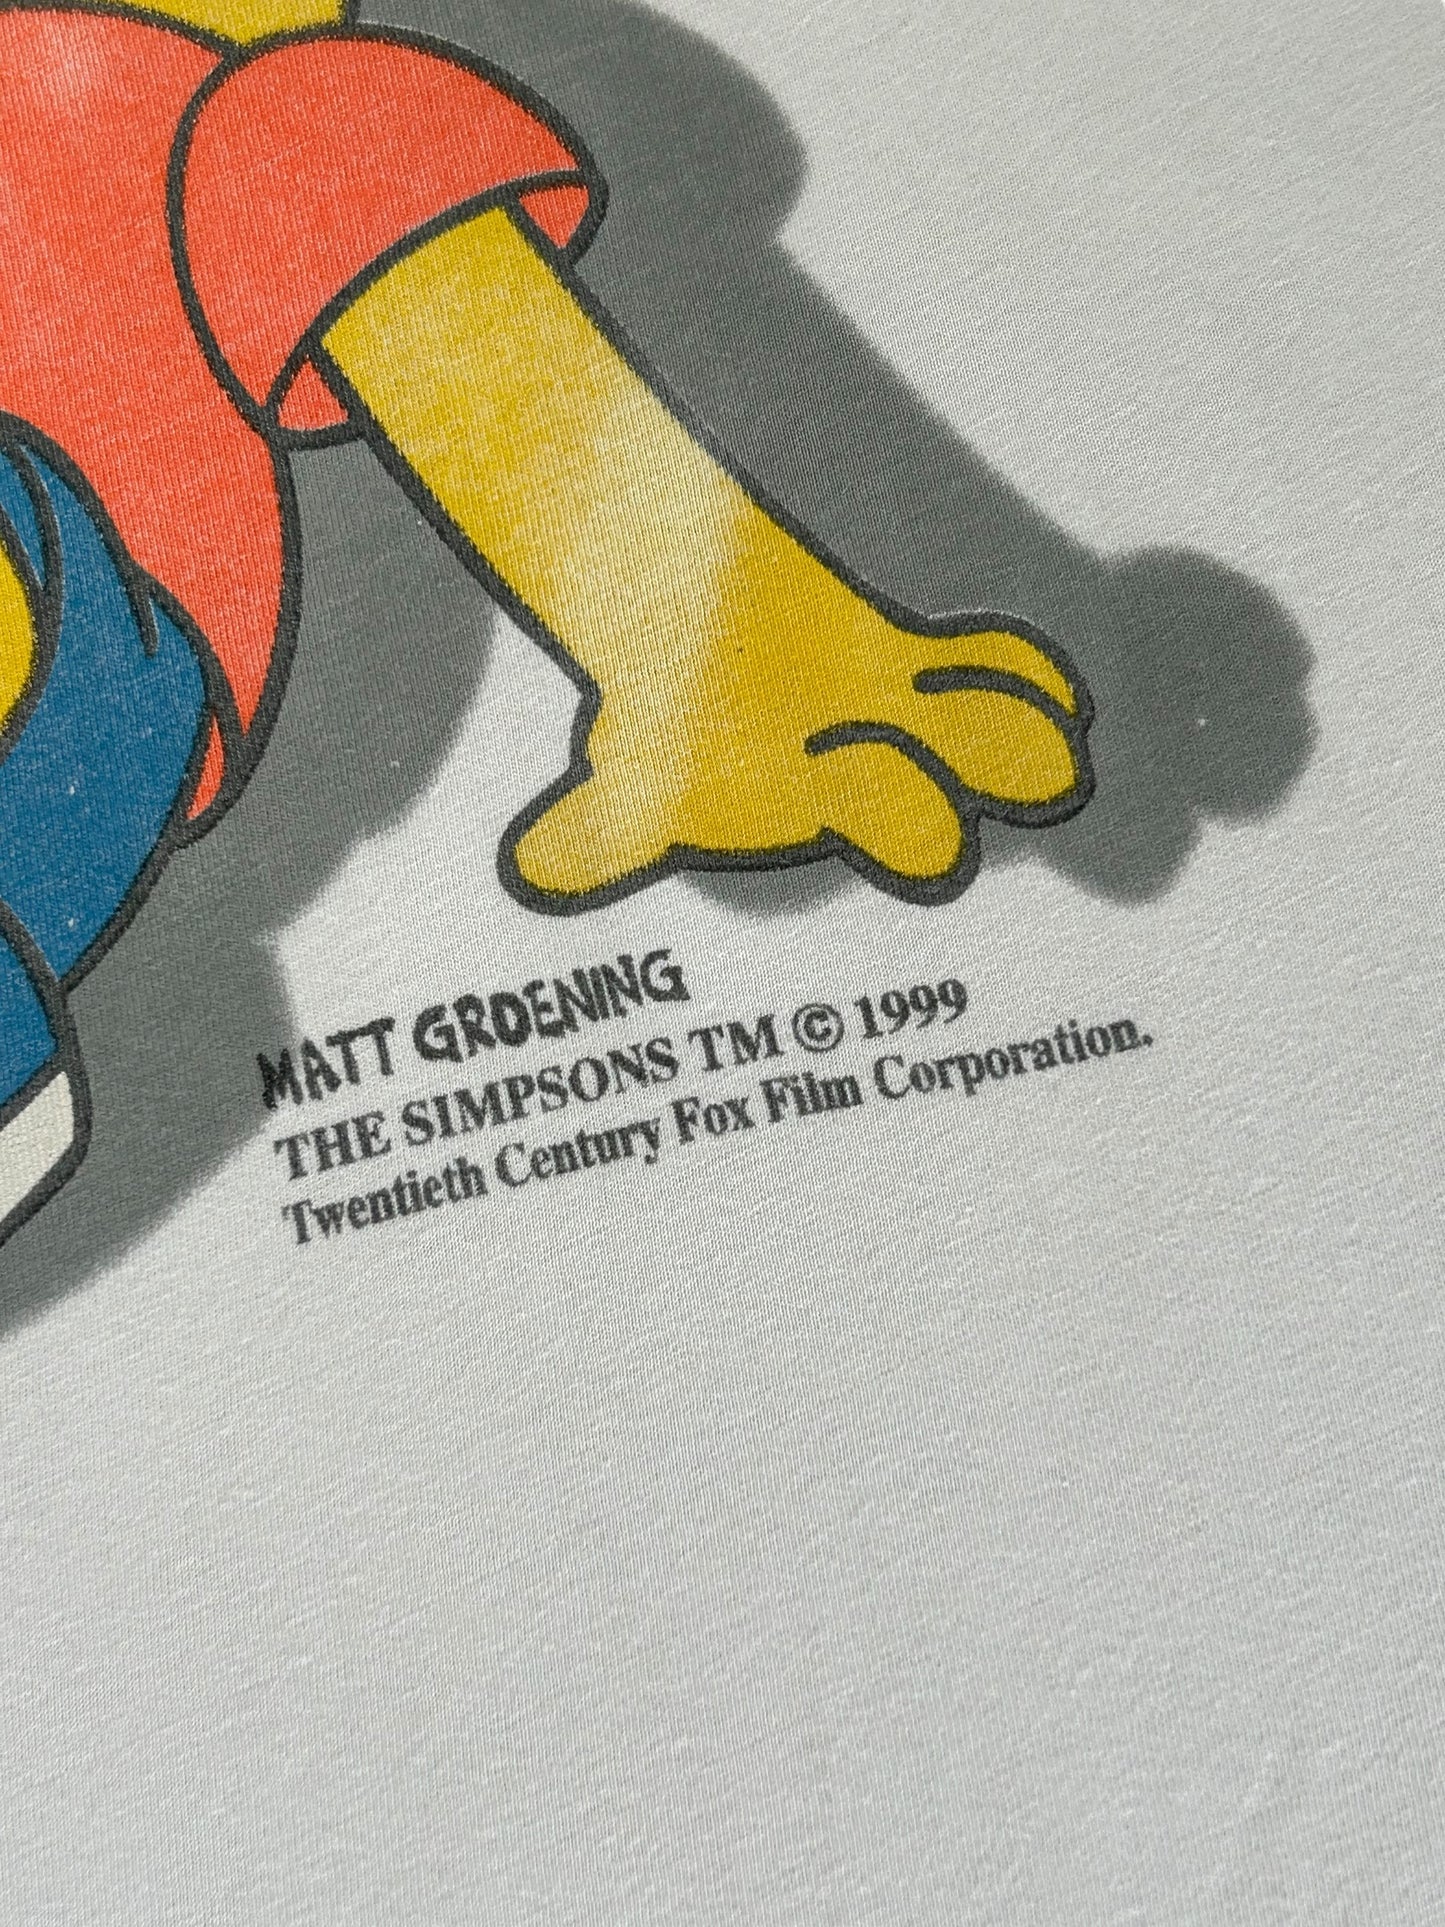 MATT GROENING
THE SIMPSONS TM © 1999
Twentieth Century Fox Film Corporation.